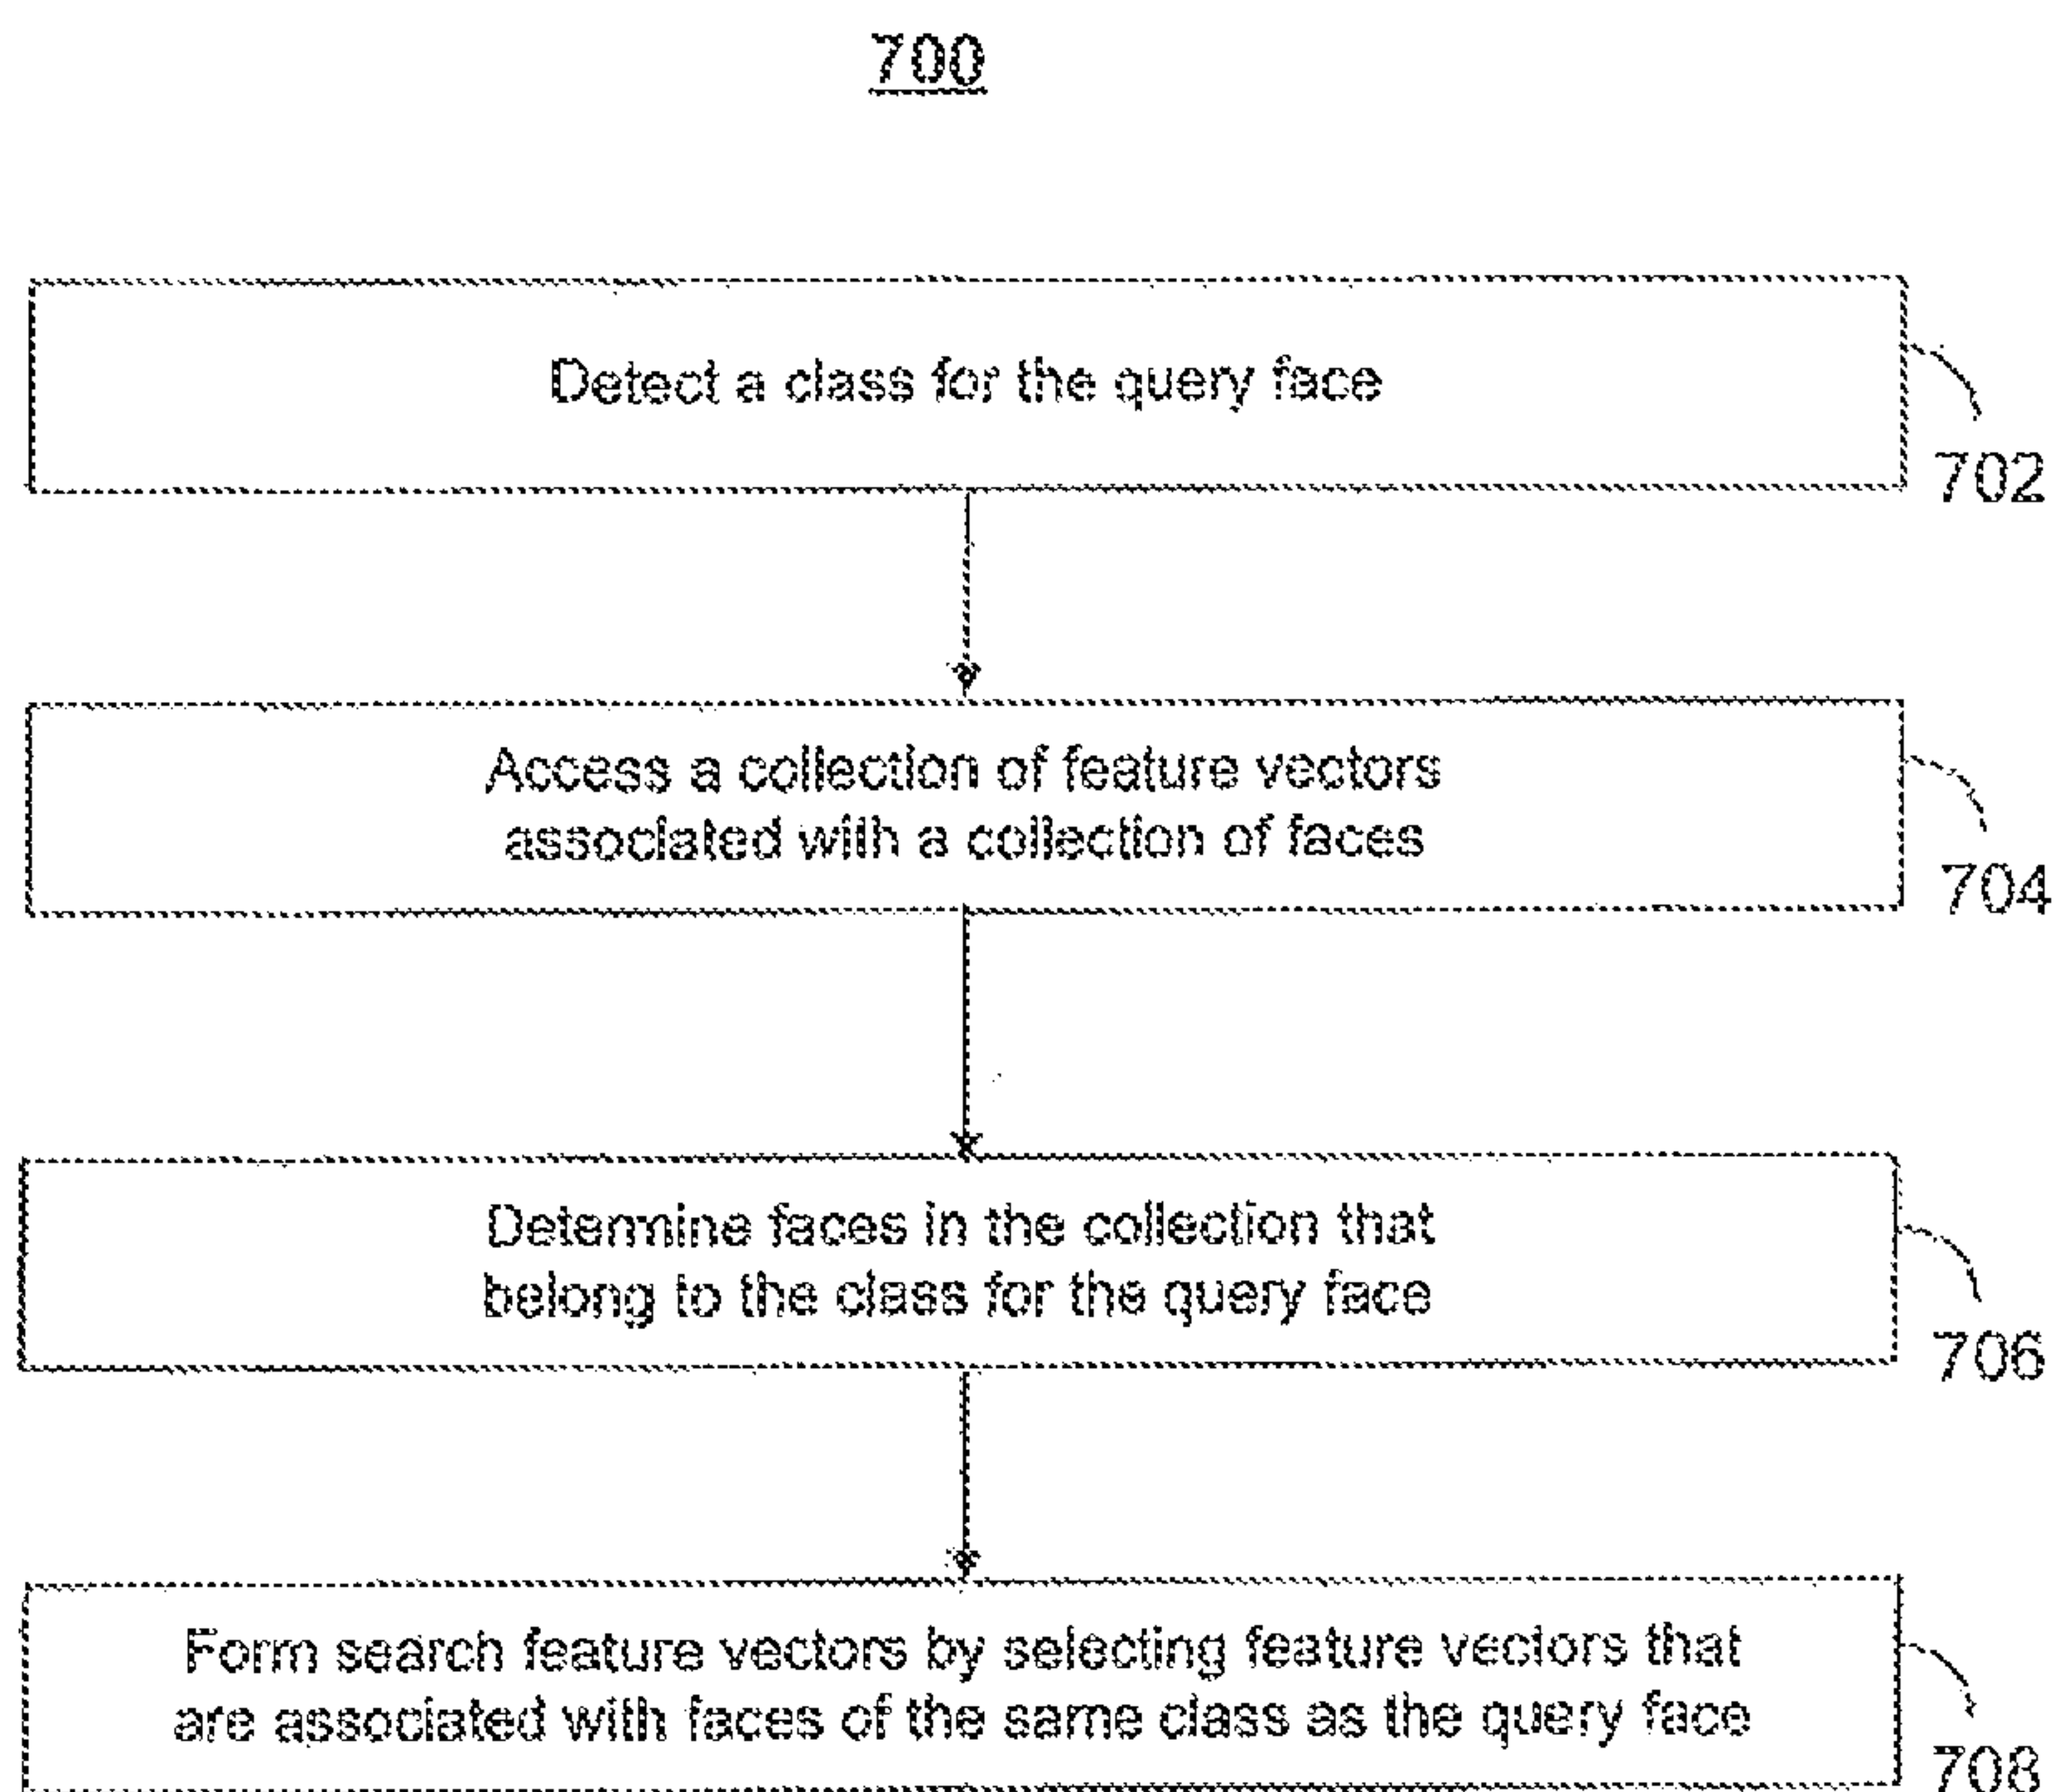 700
Detect a class for the query face
702
Access a collection of feature vectors
associated with a collection of faces
704
Determine faces in the collection that
belong to the class for the query face
706
Form search feature vectors by selecting feature vectors that
are associated with faces of the same class as the query face
708